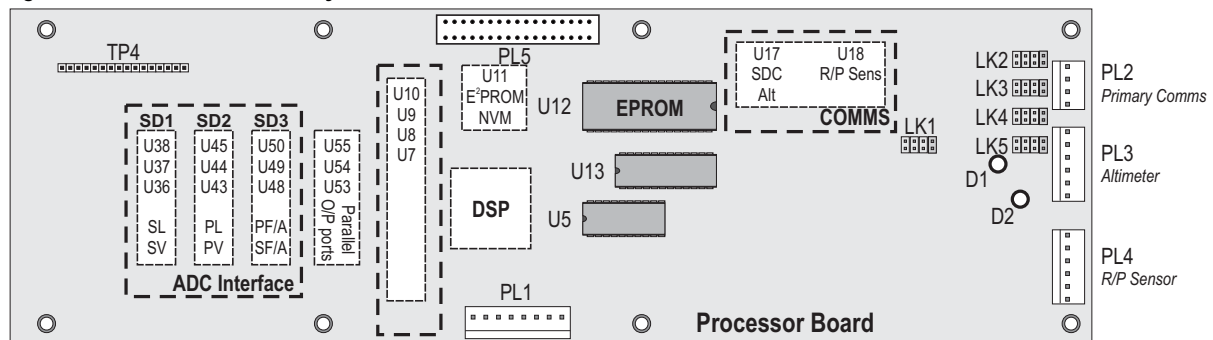 TP4
SD1 SD2 SD3
U38 U45 U50
U37 U44 U49
U36 U43 U48
SL PL PF/A
SV PV SF/A
ADC Interface
U55
U54
U53
Parallel
O/P ports
U10
U9
U8
U7
PL5
U11
E²PROM
NVM
DSP
PL1
U12
EPROM
U13
U5
U17 U18
SDC R/P Sens
Alt
COMMS
LK1
LK2
LK3
LK4
LK5
D1
D2
PL2
Primary Comms
PL3
Altimeter
PL4
R/P Sensor
Processor Board